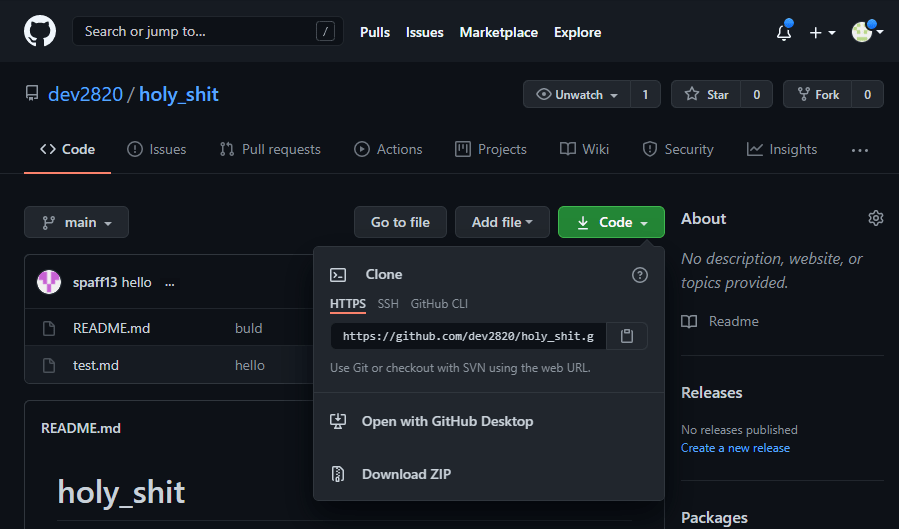 Search or jump to... /
Pulls Issues Marketplace Explore
dev2820 / holy_shit
Unwatch 1 Star 0 Fork 0
Code Issues Pull requests Actions Projects Wiki Security Insights ...
main Go to file Add file Code
spaff13 hello ...
README.md buld
test.md hello
README.md
holy_shit
Clone
HTTPS SSH GitHub CLI
https://github.com/dev2820/holy_shit.g
Use Git or checkout with SVN using the web URL.
Open with GitHub Desktop
Download ZIP
About
No description, website, or
topics provided.
Readme
Releases
No releases published
Create a new release
Packages